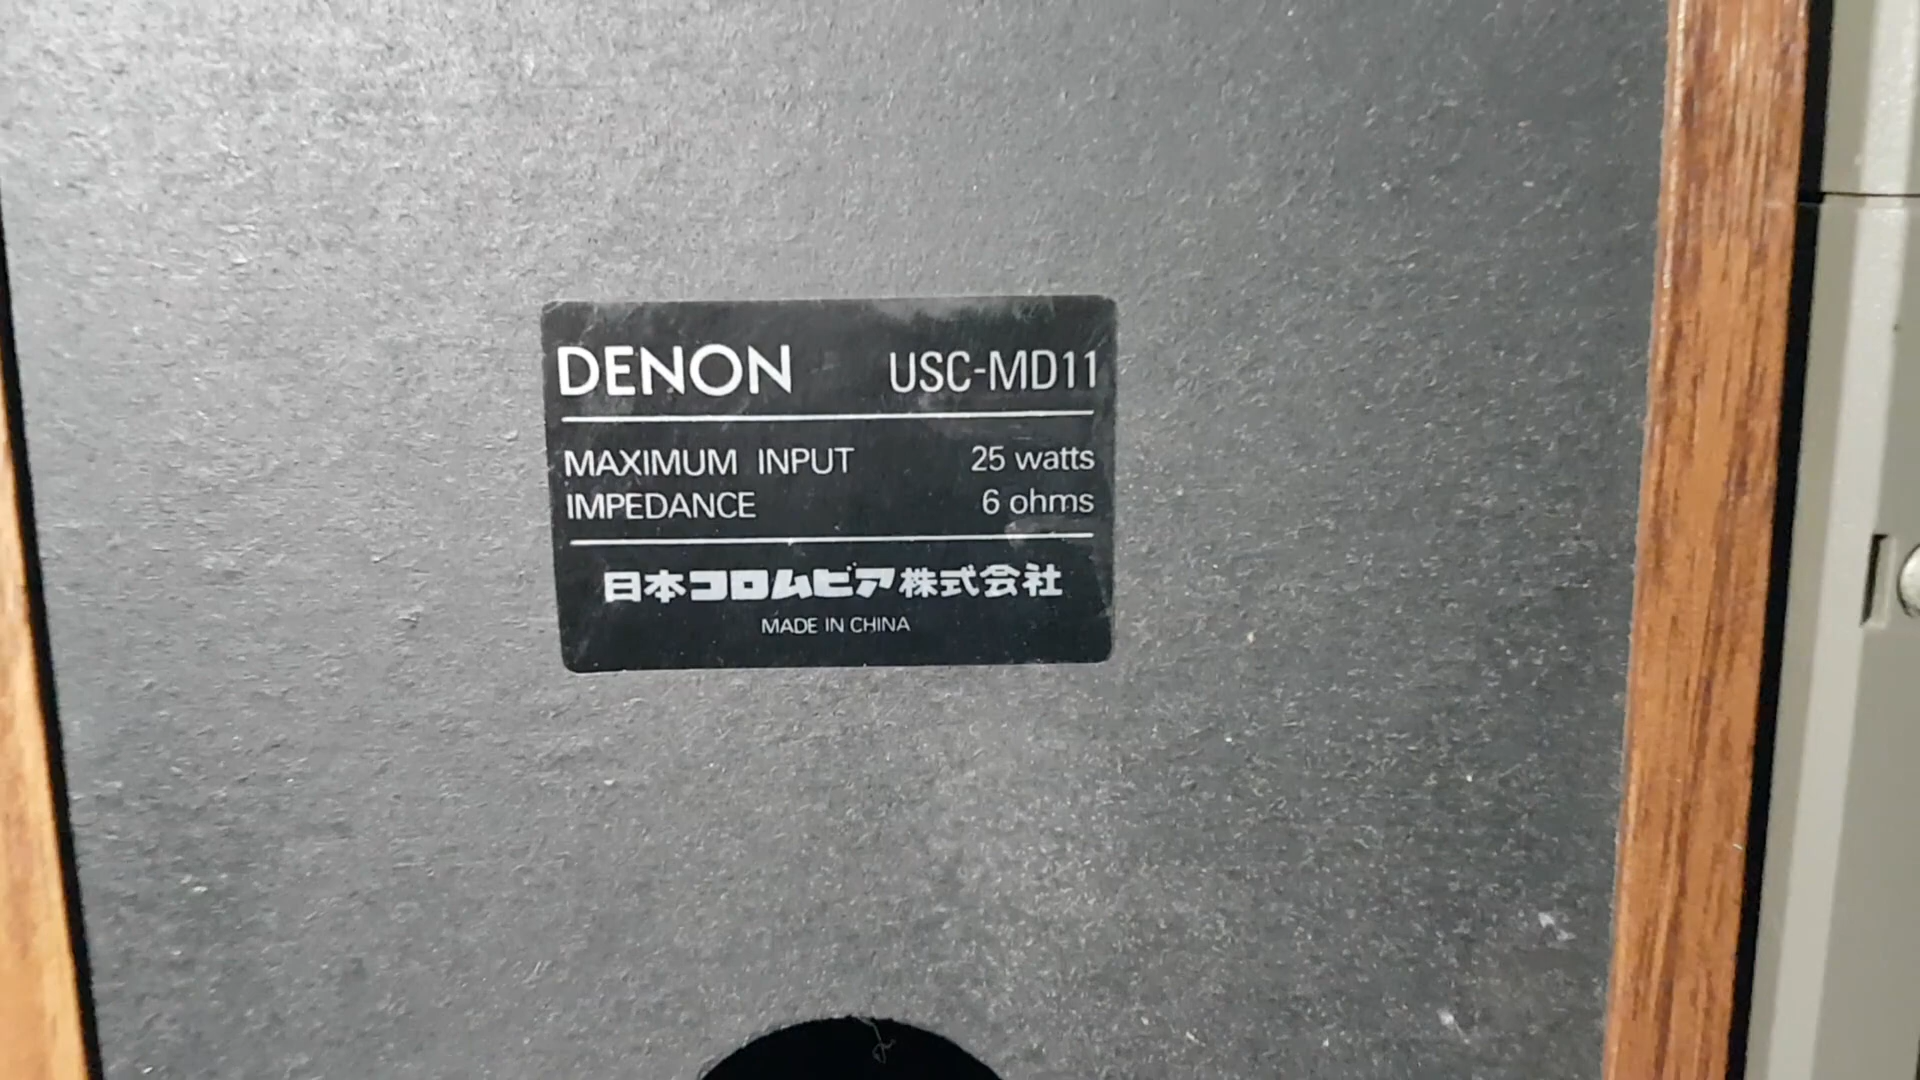 DENON USC-MD11
MAXIMUM INPUT 25 watts
IMPEDANCE 6 ohms
日本コロムビア株式会社
MADE IN CHINA